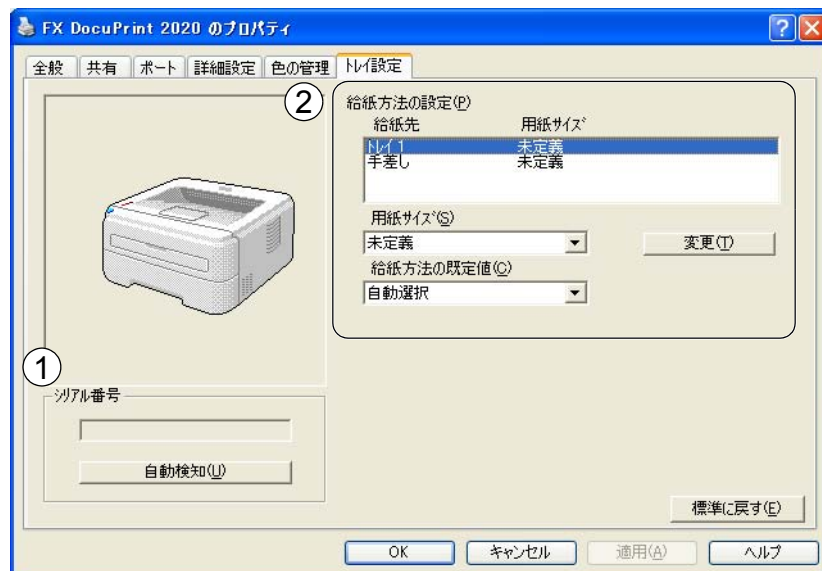 FX DocuPrint 2020 のプロパティ
全般 共有 ポート 詳細設定 色の管理 トレイ設定
②
給紙方法の設定(P)
給紙先 用紙サイズ
トレイ1 未定義
手差し 未定義
用紙サイズ(S)
未定義 変更(T)
給紙方法の既定値(C)
自動選択
①
シリアル番号
自動検知(U)
標準に戻す(E)
OK キャンセル 適用(A) ヘルプ